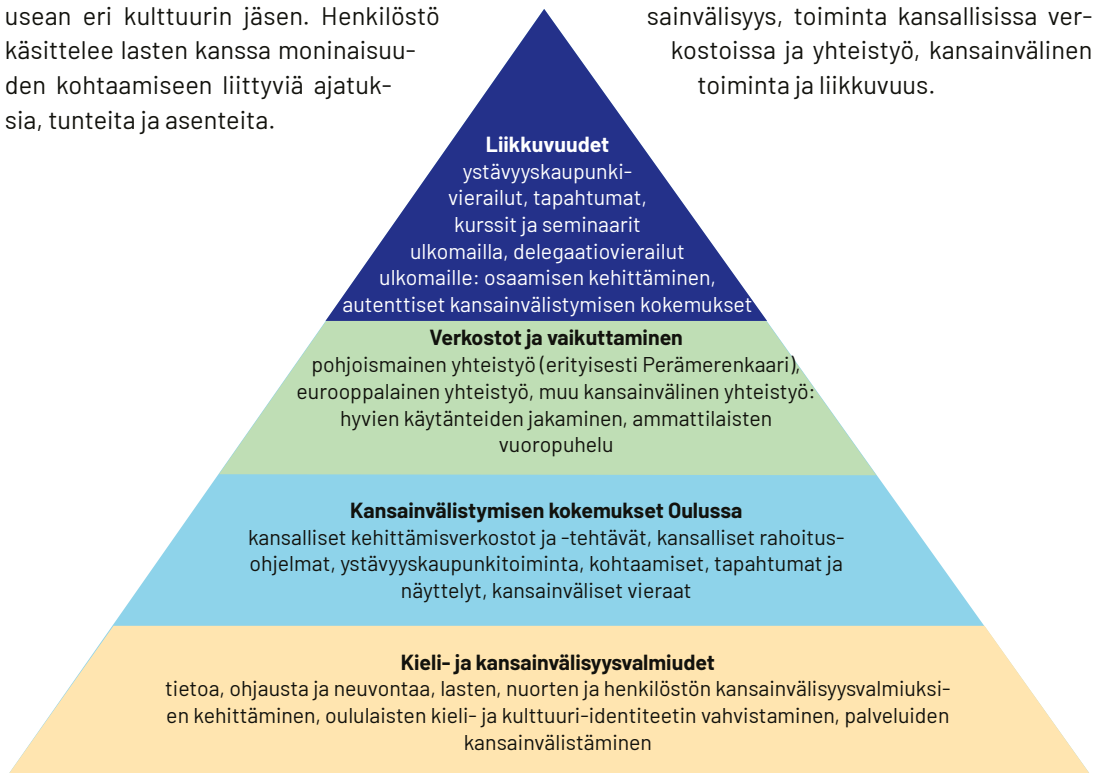 usean eri kulttuurin jäsen. Henkilöstö
käsittelee lasten kanssa moninaisuu-
den kohtaamiseen liittyviä ajatuk-
sia, tunteita ja asenteita.
sainvälisyys, toiminta kansallisissa ver-
kostoissa ja yhteistyö, kansainvälinen
toiminta ja liikkuvuus.
Liikkuvuudet
ystävyyskaupunki-
vierailut, tapahtumat,
kurssit ja seminaarit
ulkomailla, delegaatiovierailut
ulkomaille: osaamisen kehittäminen,
autenttiset kansainvälistymisen kokemukset
Verkostot ja vaikuttaminen
pohjoismainen yhteistyö (erityisesti Perämerenkaari),
eurooppalainen yhteistyö, muu kansainvälinen yhteistyö:
hyvien käytänteiden jakaminen, ammattilaisten
vuoropuhelu
Kansainvälistymisen kokemukset Oulussa
kansalliset kehittämisverkostot ja -tehtävät, kansalliset rahoitus-
ohjelmat, ystävyyskaupunkitoiminta, kohtaamiset, tapahtumat ja
näyttelyt, kansainväliset vieraat
Kieli- ja kansainvälisyysvalmiudet
tietoa, ohjausta ja neuvontaa, lasten, nuorten ja henkilöstön kansainvälisyysvalmiuksi-
en kehittäminen, oululaisten kieli- ja kulttuuri-identiteetin vahvistaminen, palveluiden
kansainvälistäminen